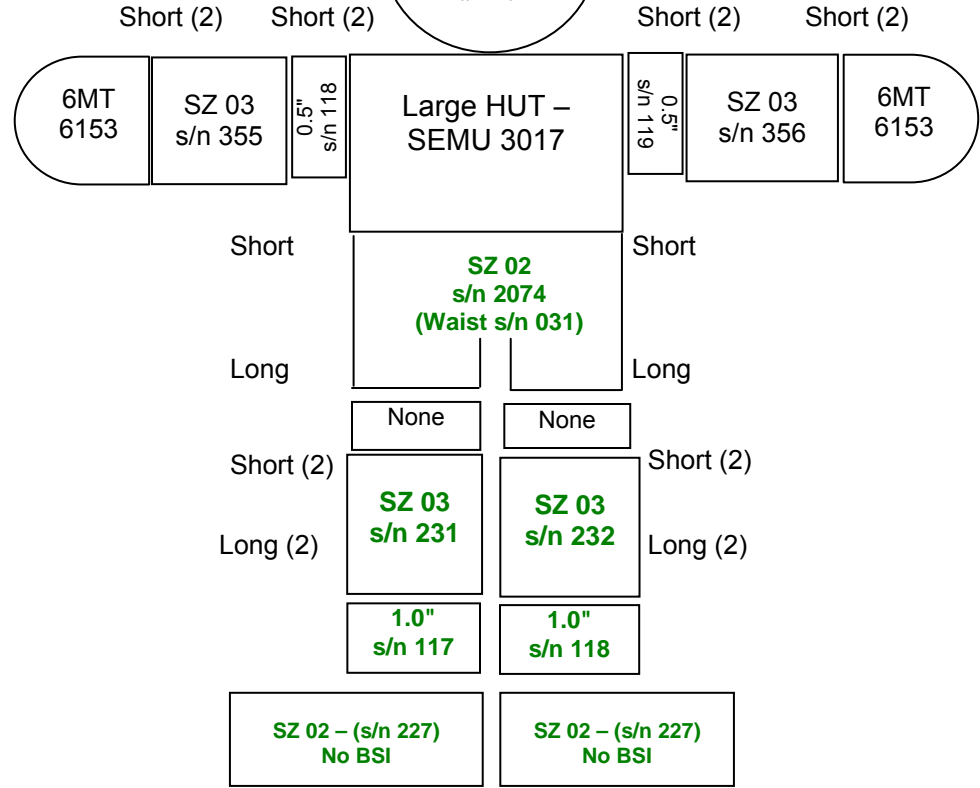 Short (2) Short (2) Short (2) Short (2)
6MT
6153
SZ 03
s/n 355
0.5"
s/n 118
Large HUT –
SEMU 3017
0.5"
s/n 119
SZ 03
s/n 356
6MT
6153
Short
Short
SZ 02
s/n 2074
(Waist s/n 031)
Long
Long
None
None
Short (2)
Short (2)
SZ 03
s/n 231
SZ 03
s/n 232
Long (2)
Long (2)
1.0"
s/n 117
1.0"
s/n 118
SZ 02 – (s/n 227)
No BSI
SZ 02 – (s/n 227)
No BSI